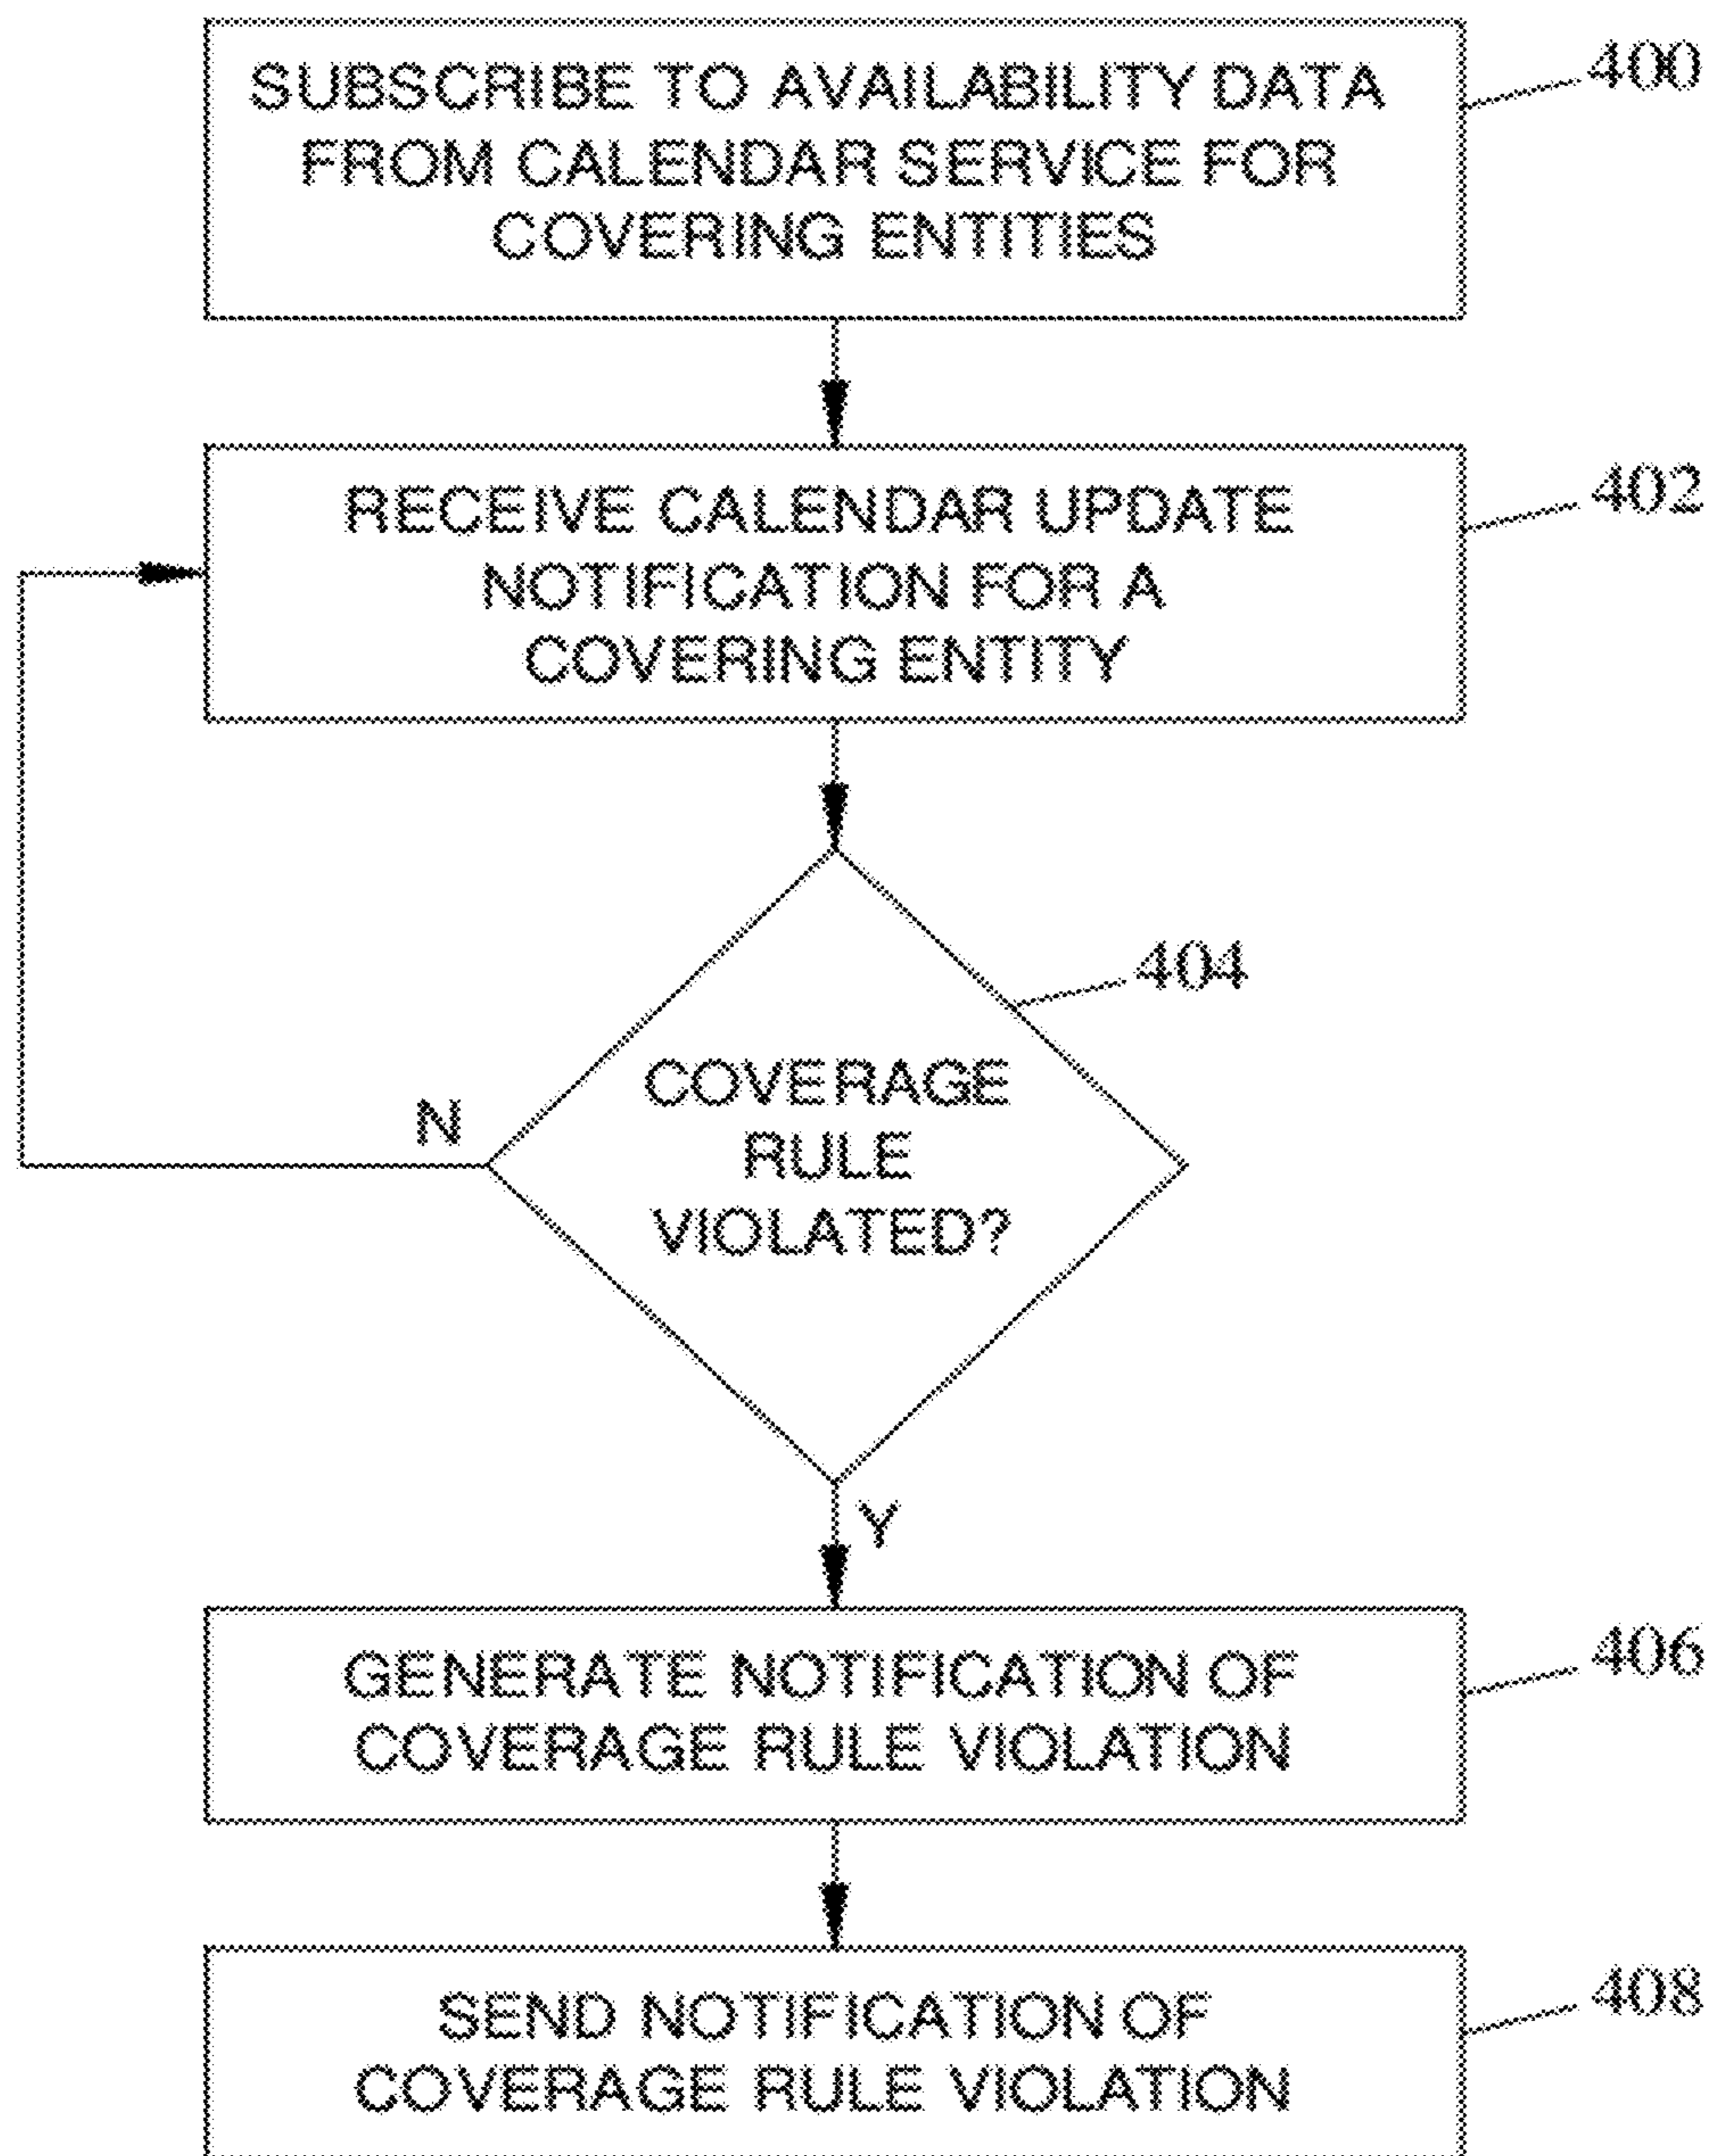 SUBSCRIBE TO AVAILABILITY DATA
FROM CALENDAR SERVICE FOR
COVERING ENTITIES
400
RECEIVE CALENDAR UPDATE
NOTIFICATION FOR A
COVERING ENTITY
402
404
COVERAGE
RULE
VIOLATED?
N
Y
GENERATE NOTIFICATION OF
COVERAGE RULE VIOLATION
406
SEND NOTIFICATION OF
COVERAGE RULE VIOLATION
408